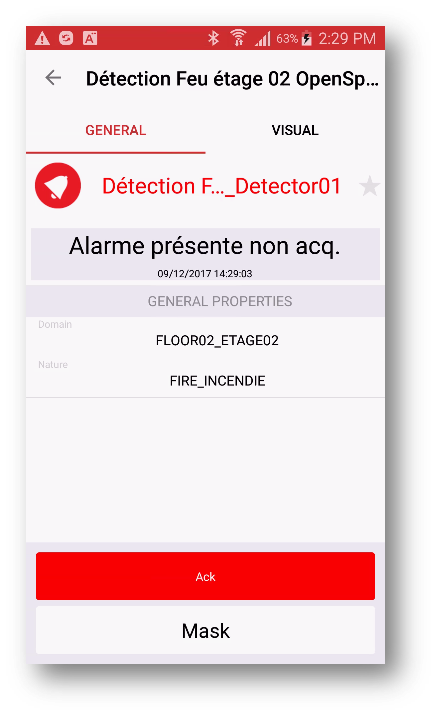 63% 2:29 PM
Détection Feu étage 02 OpenSp...
GENERAL VISUAL
Détection F..._Detector01
Alarme présente non acq.
09/12/2017 14:29:03
GENERAL PROPERTIES
Domain
FLOOR02_ETAGE02
Nature
FIRE_INCENDIE
Ack
Mask